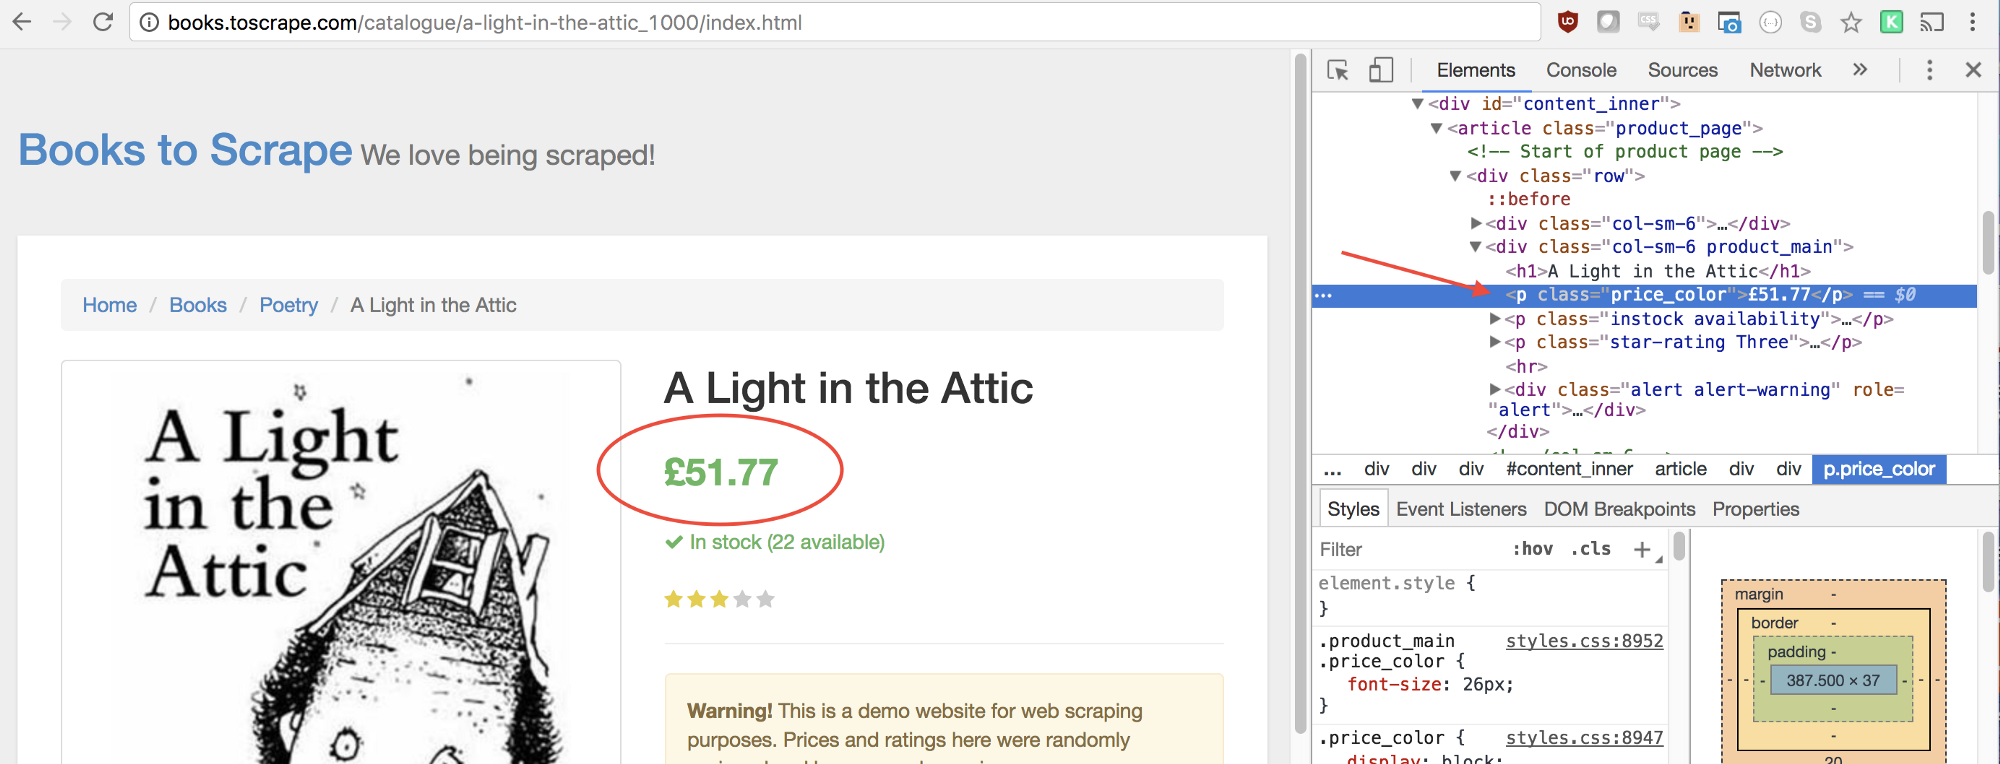 books.toscrape.com/catalogue/a-light-in-the-attic_1000/index.html
Books to Scrape We love being scraped!
Home / Books / Poetry / A Light in the Attic
A Light
in the
Attic
A Light in the Attic
£51.77
In stock (22 available)
Warning! This is a demo website for web scraping
purposes. Prices and ratings here were randomly
Elements Console Sources Network »
▼<div id="content_inner">
▼<article class="product_page">
<!-- Start of product page -->
▼<div class="row">
::before
▶<div class="col-sm-6">…</div>
▼<div class="col-sm-6 product_main">
<h1>A Light in the Attic</h1>
<p class="price_color">£51.77</p> == $0
▶<p class="instock availability">…</p>
▶<p class="star-rating Three">…</p>
<hr>
▶<div class="alert alert-warning" role=
"alert">…</div>
</div>
... div div div #content_inner article div div p.price_color
Styles Event Listeners DOM Breakpoints Properties
Filter :hov .cls +
element.style {
}
.product_main styles.css:8952
.price_color {
font-size: 26px;
}
.price_color { styles.css:8947
display: block;
margin -
border -
padding -
- - - 387.500 × 37 - - -
-
-
20